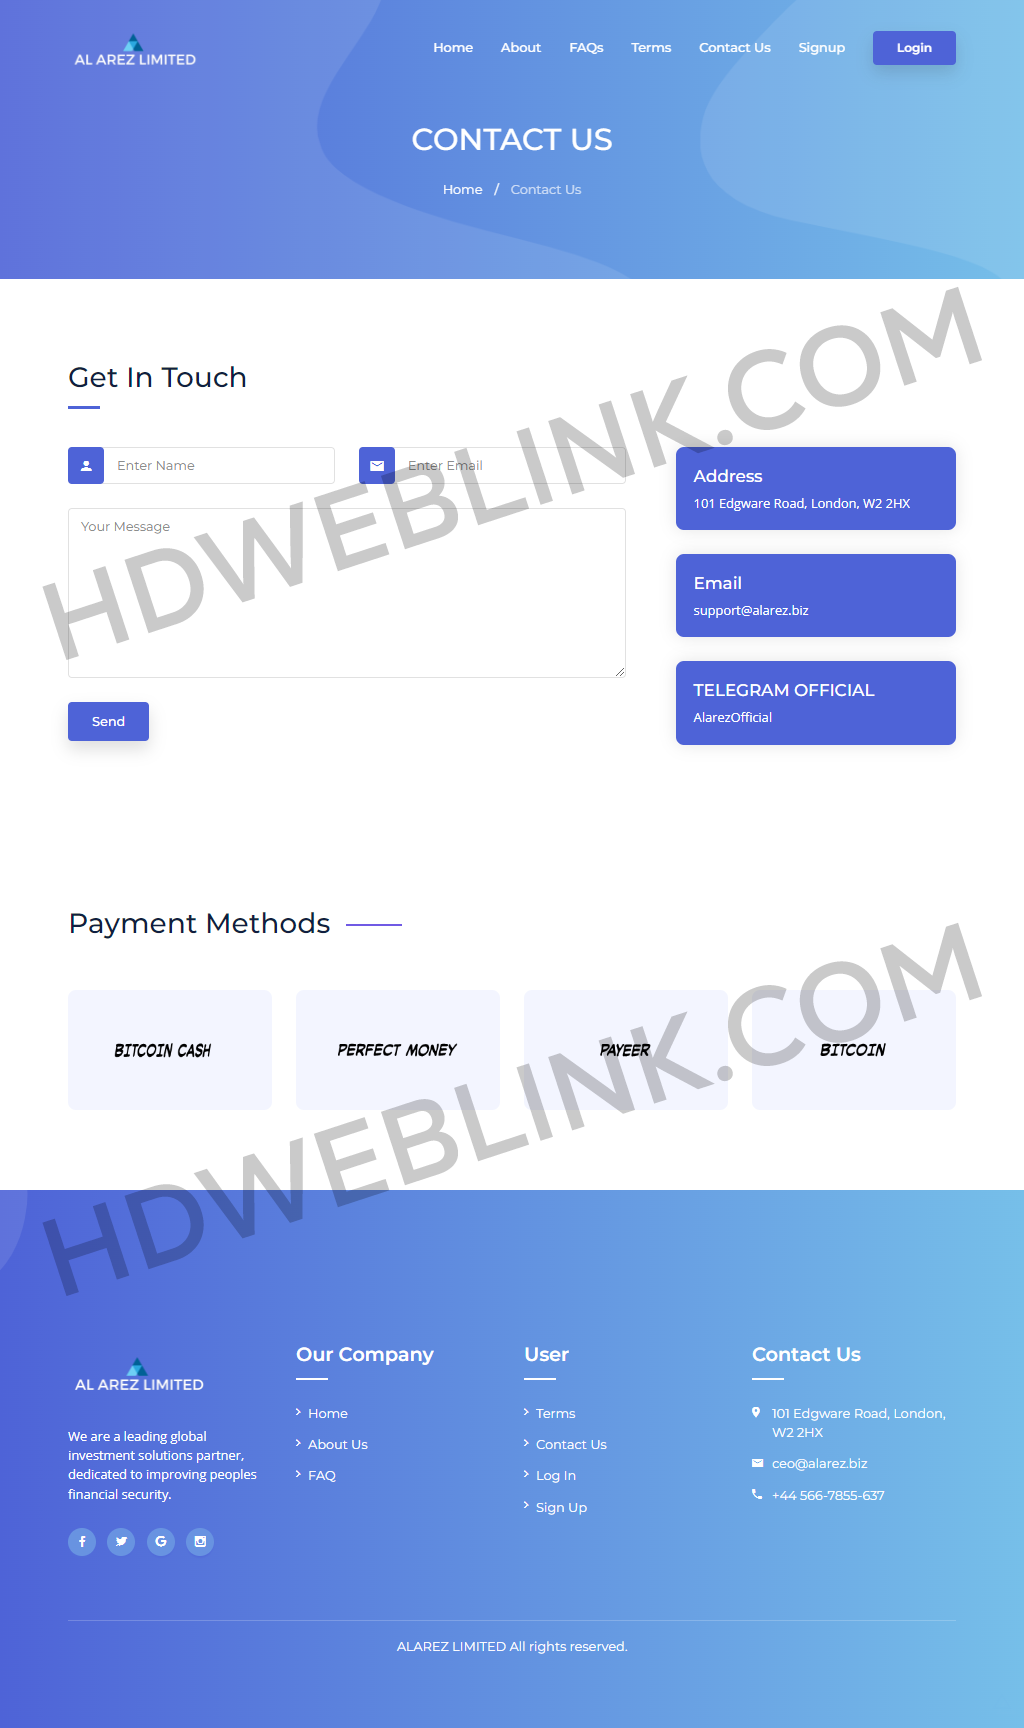 AL AREZ LIMITED
Home About FAQs Terms Contact Us Signup Login
CONTACT US
Home / Contact Us
HDWEBLINK.COM
Get In Touch
Enter Name Enter Email
Your Message
Send
Address
101 Edgware Road, London, W2 2HX
Email
support@alarez.biz
TELEGRAM OFFICIAL
AlarezOfficial
Payment Methods
BITCOIN CASH PERFECT MONEY PAYEER BITCOIN
HDWEBLINK.COM
AL AREZ LIMITED
We are a leading global
investment solutions partner,
dedicated to improving peoples
financial security.
Our Company
Home
About Us
FAQ
User
Terms
Contact Us
Log In
Sign Up
Contact Us
101 Edgware Road, London,
W2 2HX
ceo@alarez.biz
+44 566-7855-637
ALAREZ LIMITED All rights reserved.